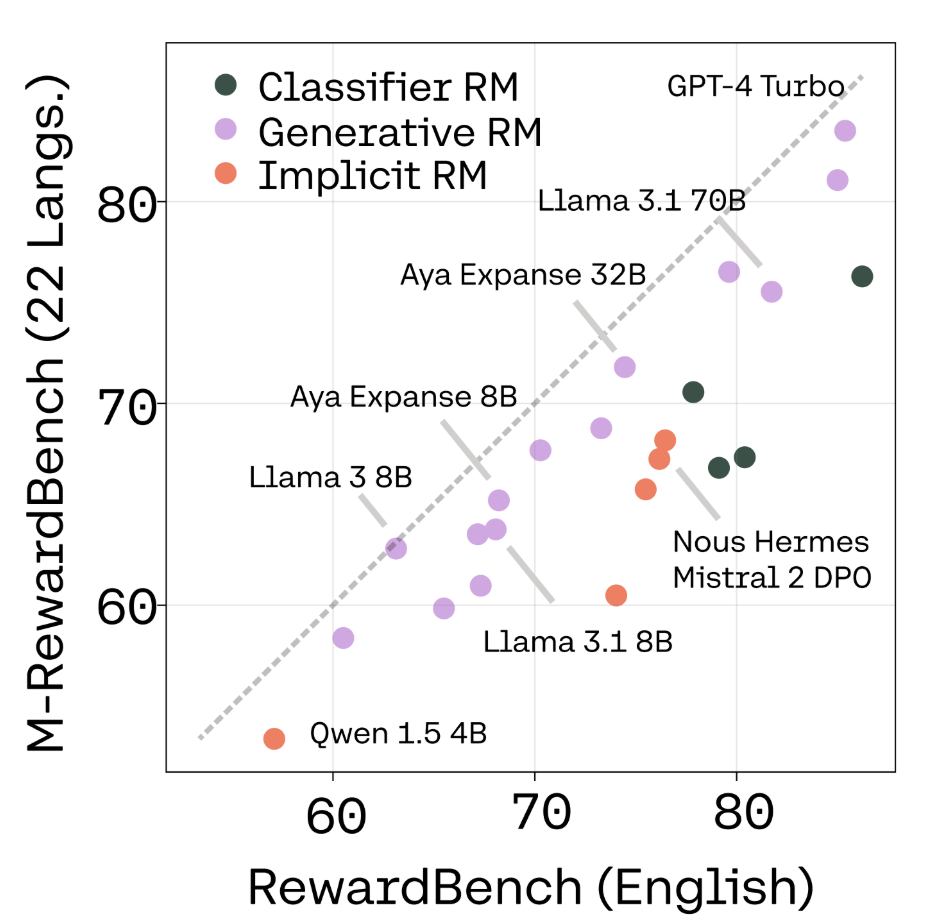 Classifier RM
Generative RM
Implicit RM
GPT-4 Turbo
Llama 3.1 70B
Aya Expanse 32B
Aya Expanse 8B
Llama 3 8B
Nous Hermes
Mistral 2 DPO
Llama 3.1 8B
Qwen 1.5 4B
M-RewardBench (22 Langs.)
80
70
60
60
70
80
RewardBench (English)